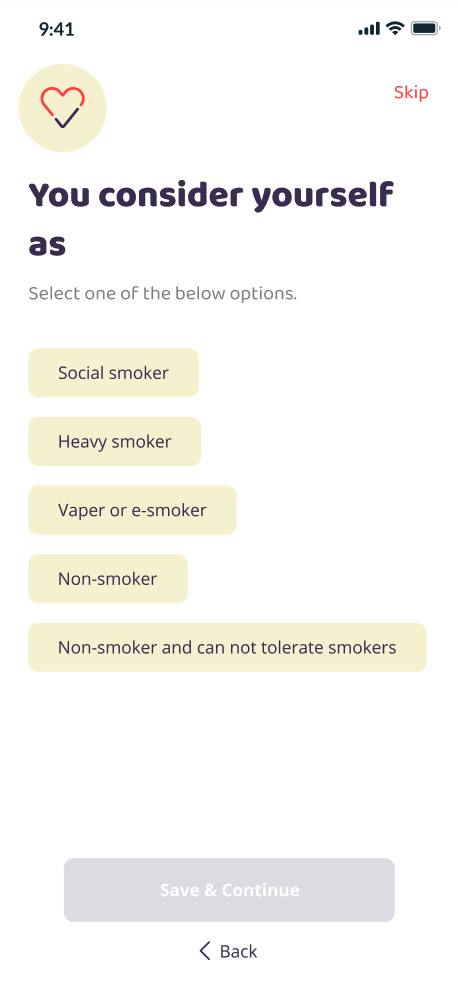 9:41
Skip
You consider yourself
as
Select one of the below options.
Social smoker
Heavy smoker
Vaper or e-smoker
Non-smoker
Non-smoker and can not tolerate smokers
Save & Continue
Back